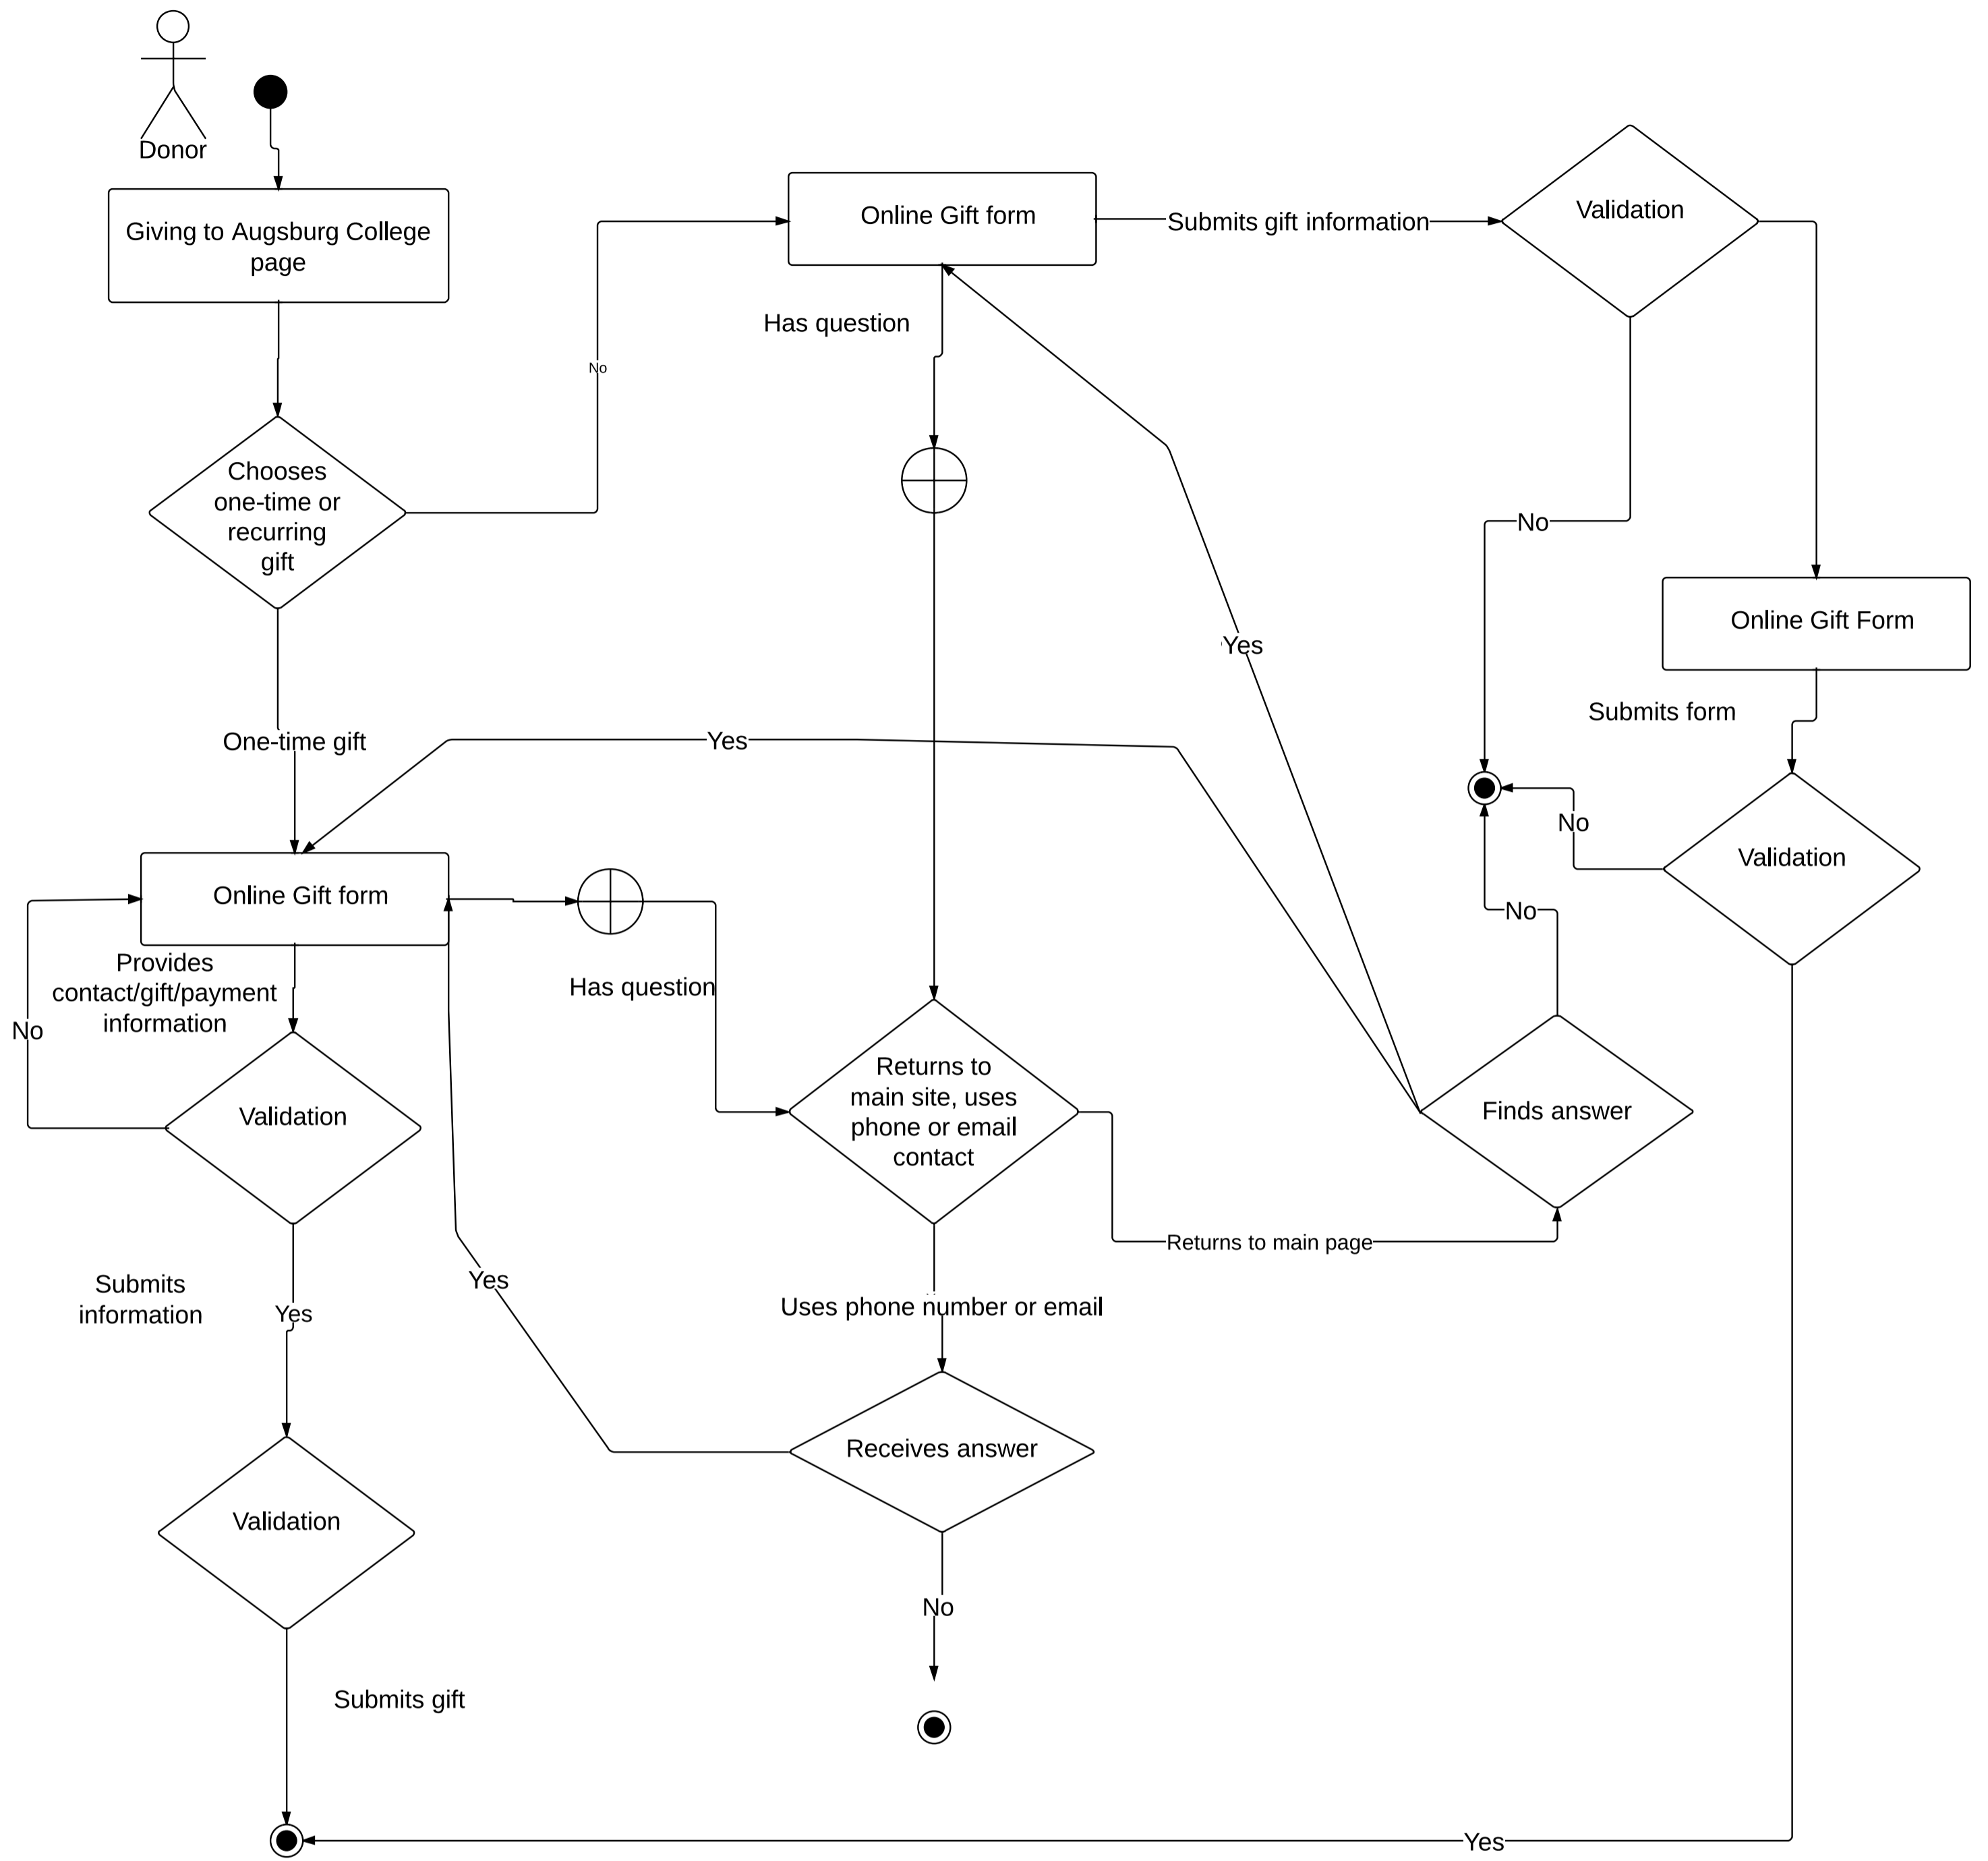 Donor
Giving to Augsburg College
page
Chooses
one-time or
recurring
gift
No
One-time gift
Online Gift form
Has question
Submits gift information
Validation
No
Online Gift Form
Submits form
Validation
No
Yes
Yes
Online Gift form
Has question
Provides
contact/gift/payment
information
No
Validation
Submits
information
Yes
Validation
Submits gift
Returns to
main site, uses
phone or email
contact
Returns to main page
Finds answer
No
Uses phone number or email
Receives answer
Yes
No
Yes